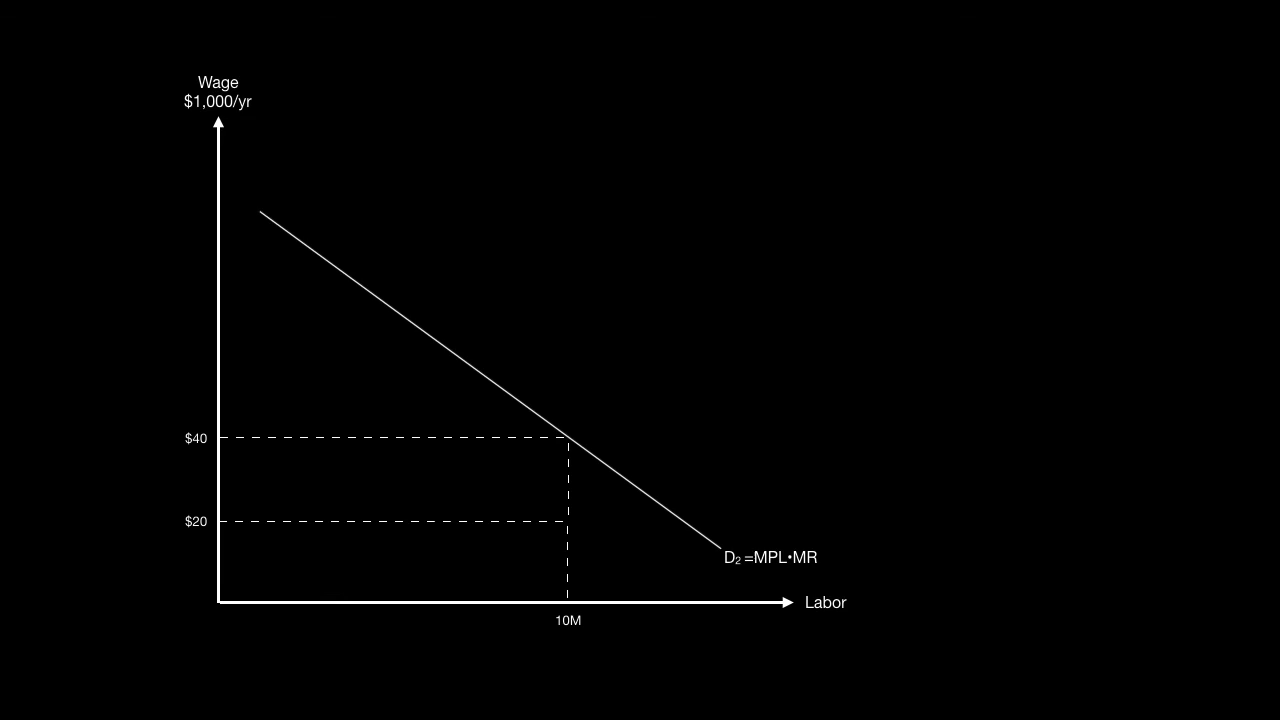 Wage
$1,000/yr
$40
$20
D₂ =MPL•MR
Labor
10M